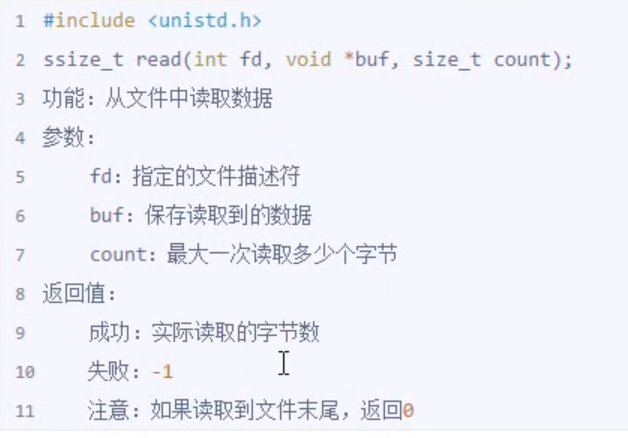 1 #include <unistd.h>
2 ssize_t read(int fd, void *buf, size_t count);
3 功能：从文件中读取数据
4 参数：
5 fd：指定的文件描述符
6 buf：保存读取到的数据
7 count：最大一次读取多少个字节
8 返回值：
9 成功：实际读取的字节数
10 失败：-1
11 注意：如果读取到文件末尾，返回0